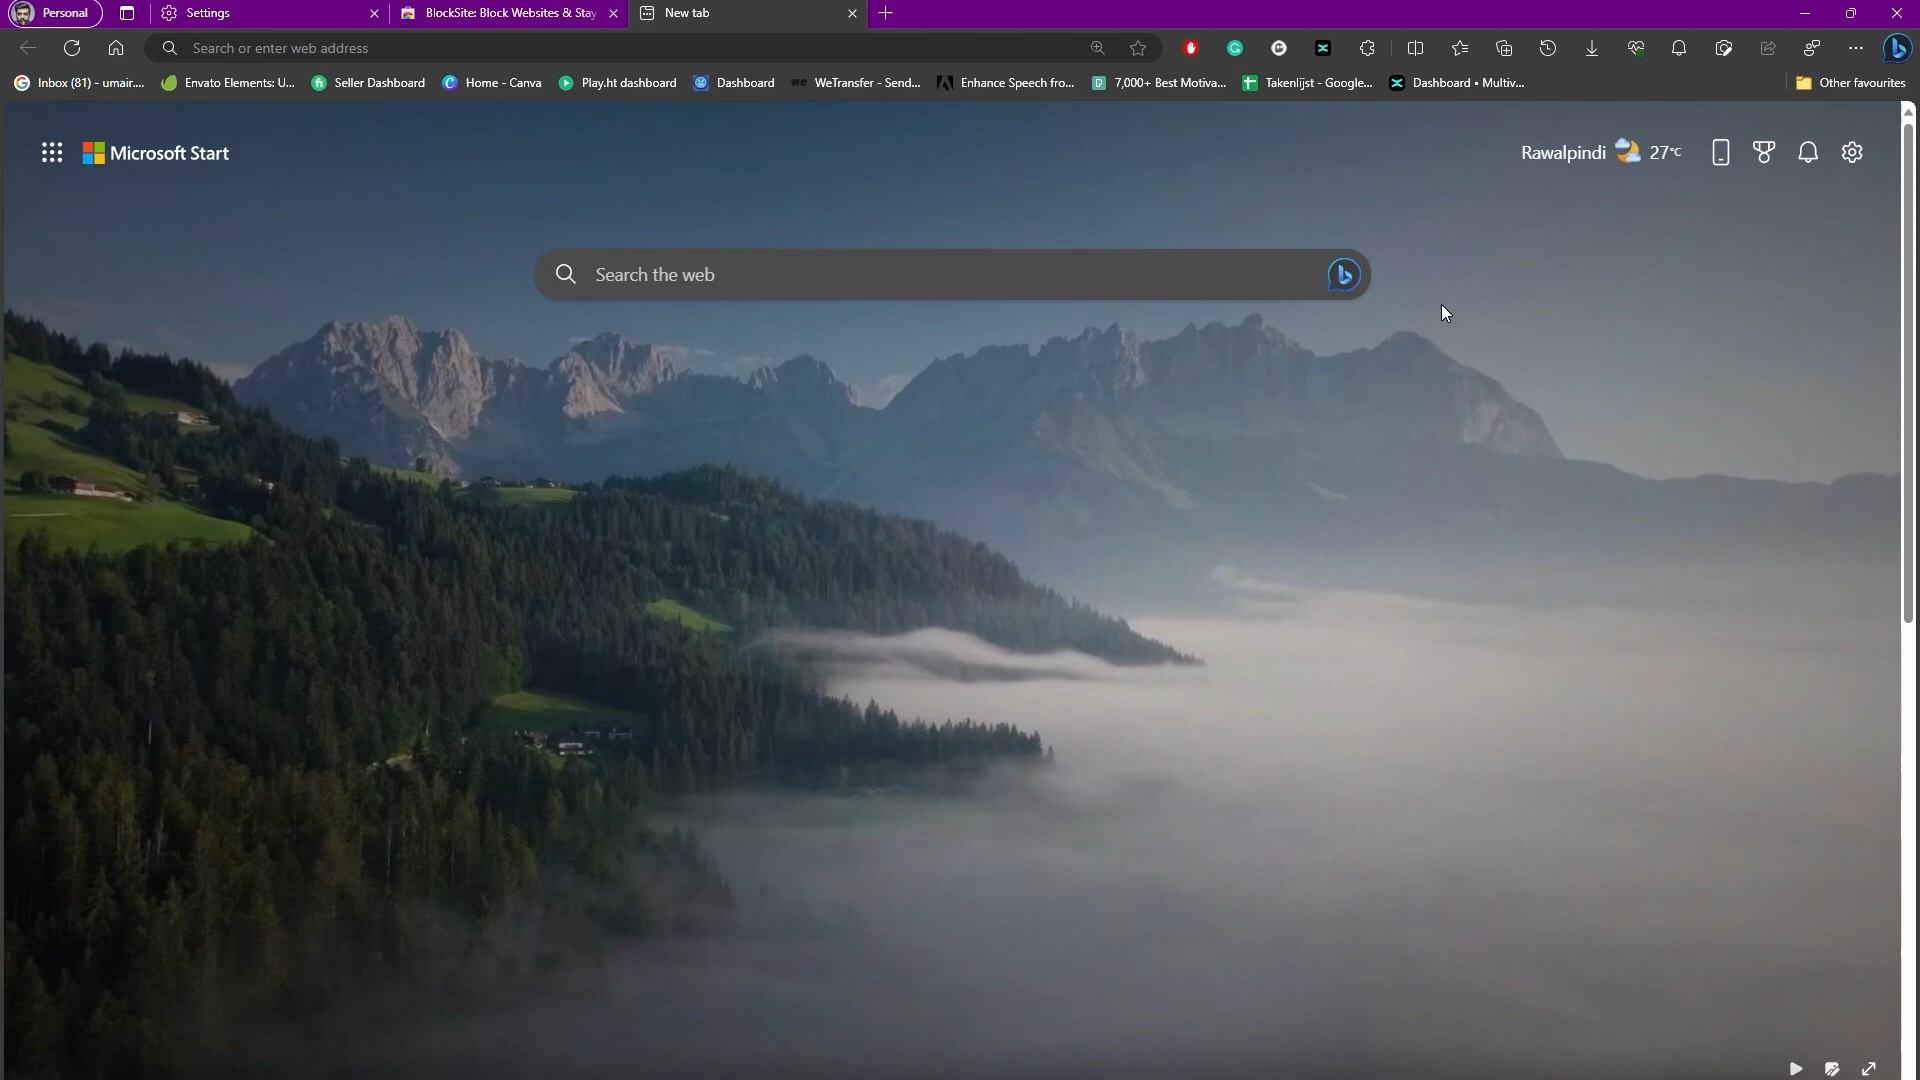 Personal
Settings
BlockSite: Block Websites & Stay
New tab
Search or enter web address
Inbox (81) - umair....
Envato Elements: U...
Seller Dashboard
Home - Canva
Play.ht dashboard
Dashboard
WeTransfer - Send...
Enhance Speech fro...
7,000+ Best Motiva...
Takenlijst - Google...
Dashboard • Multiv...
Other favourites
Microsoft Start
Rawalpindi
27°C
Search the web